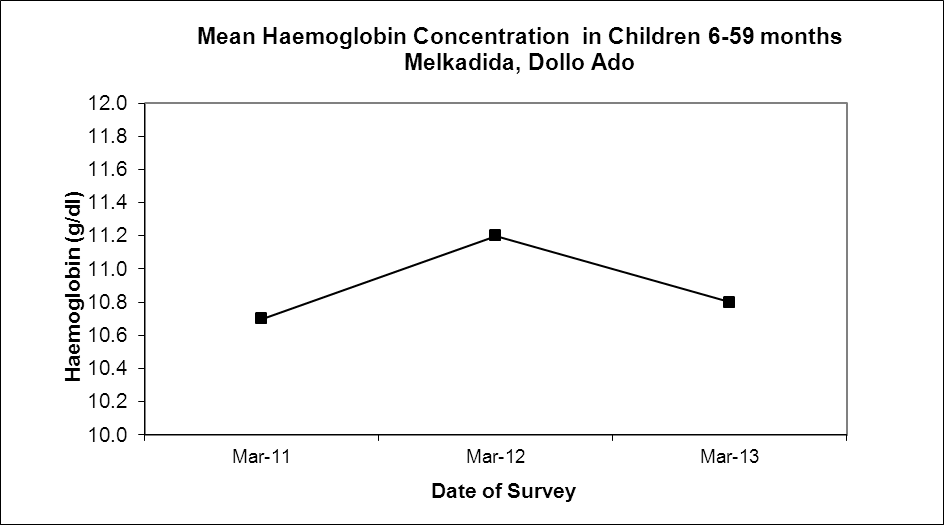 Mean Haemoglobin Concentration  in Children 6-59 months
Melkadida, Dollo Ado
Haemoglobin (g/dl)
12.0
11.8
11.6
11.4
11.2
11.0
10.8
10.6
10.4
10.2
10.0
Mar-11 Mar-12 Mar-13
Date of Survey